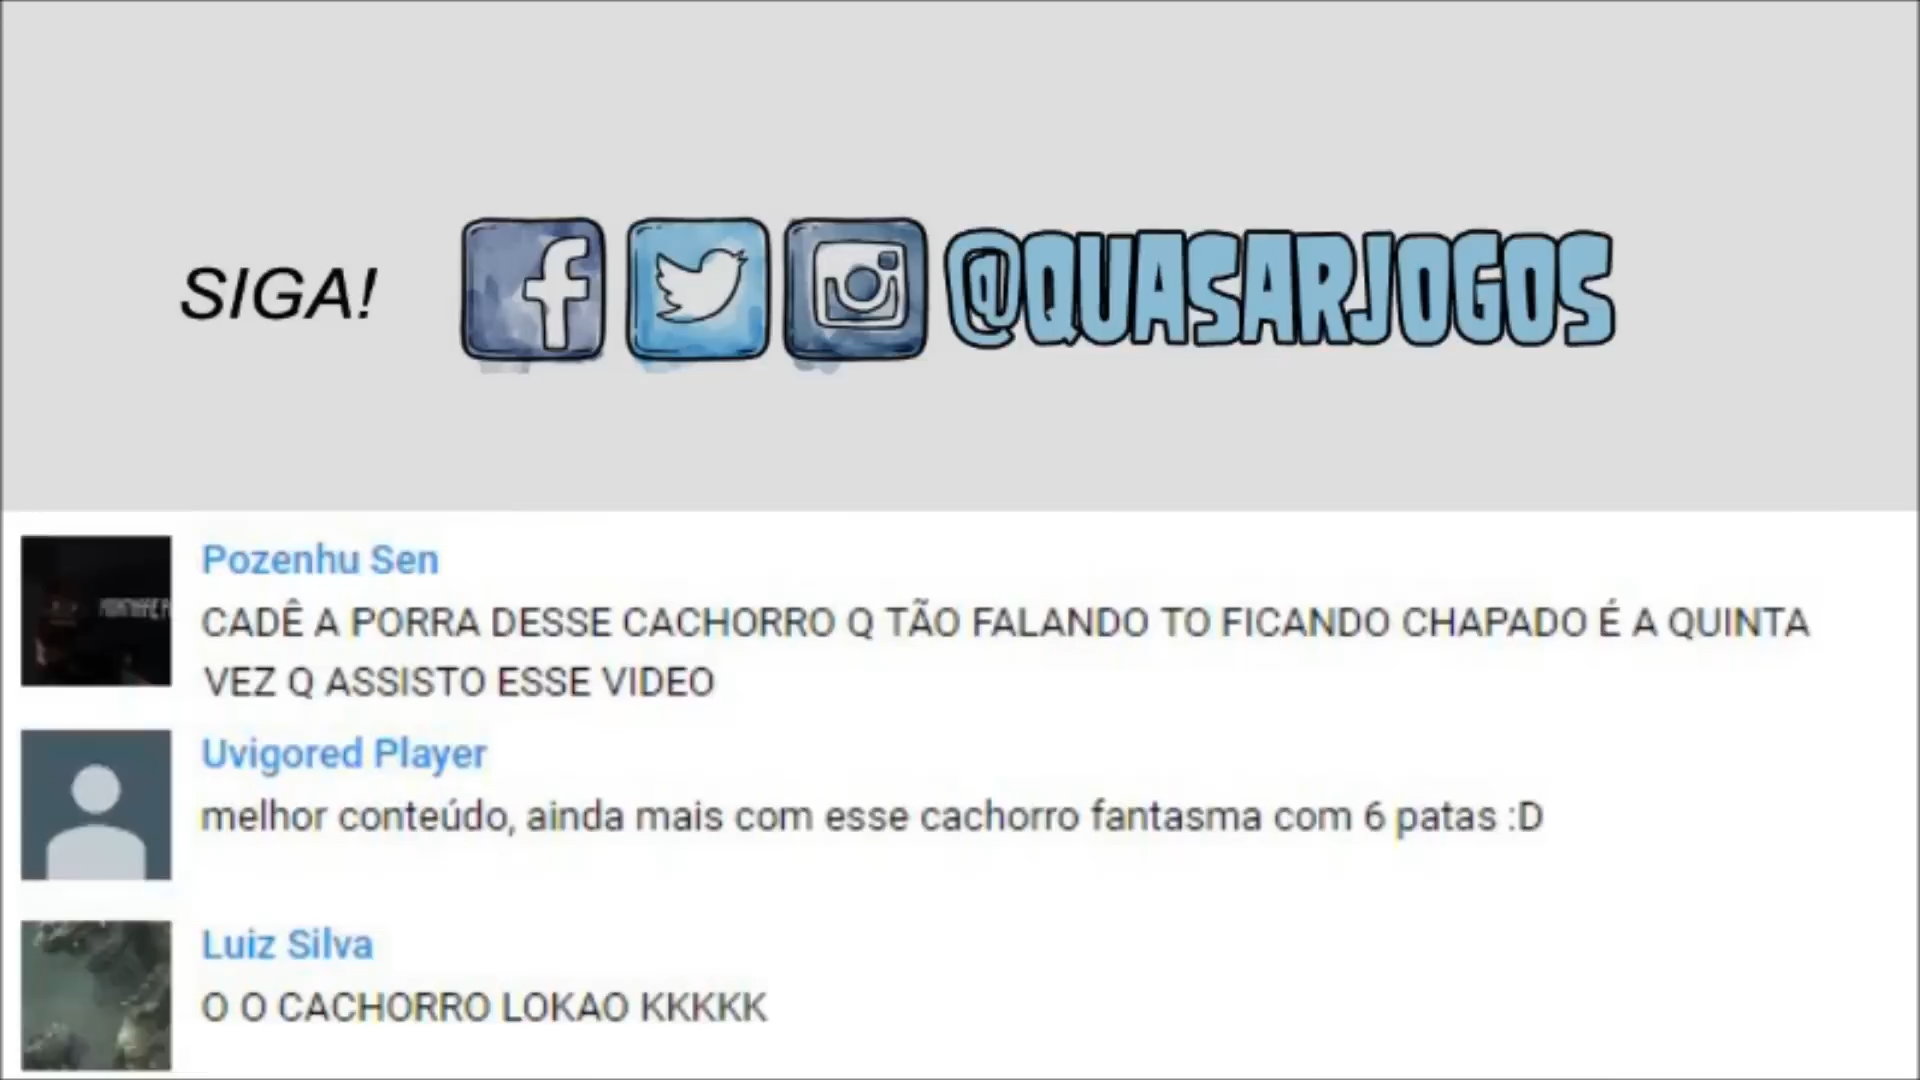 SIGA! @QUASARJOGOS
Pozenhu Sen
CADÊ A PORRA DESSE CACHORRO Q TÃO FALANDO TO FICANDO CHAPADO É A QUINTA
VEZ Q ASSISTO ESSE VIDEO
Uvigored Player
melhor conteúdo, ainda mais com esse cachorro fantasma com 6 patas :D
Luiz Silva
O O CACHORRO LOKAO KKKKK